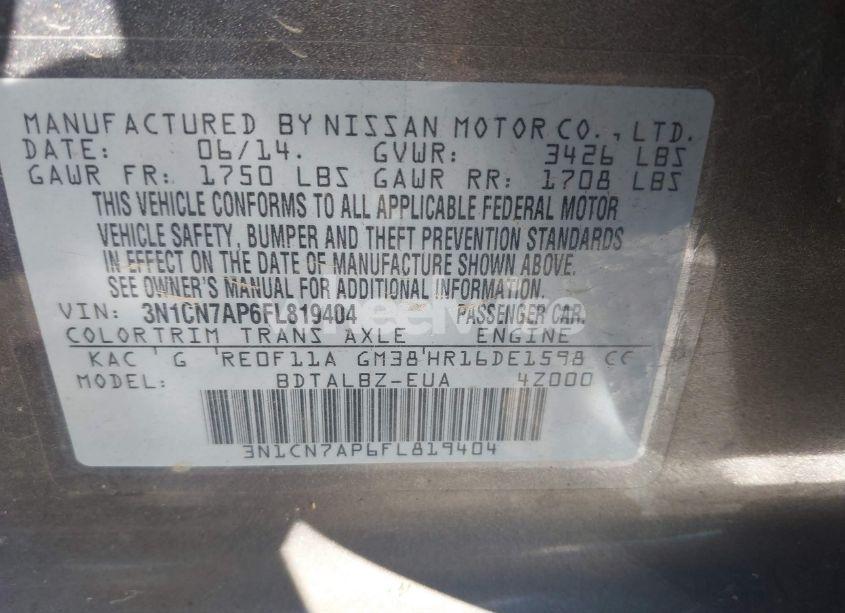 MANUFACTURED BY NISSAN MOTOR CO., LTD.
DATE: 06/14. GVWR: 3426 LBS
GAWR FR: 1750 LBS GAWR RR: 1708 LBS
THIS VEHICLE CONFORMS TO ALL APPLICABLE FEDERAL MOTOR
VEHICLE SAFETY, BUMPER AND THEFT PREVENTION STANDARDS
IN EFFECT ON THE DATE OF MANUFACTURE SHOWN ABOVE.
SEE OWNER'S MANUAL FOR ADDITIONAL INFORMATION.
VIN: 3N1CN7AP6FL819404 PASSENGER CAR.
COLOR TRIM TRANS AXLE ENGINE
KAC G RE0F11A GM38 HR16DE1598 CC
MODEL: BDTALBZ-EUA 4Z000
3N1CN7AP6FL819404